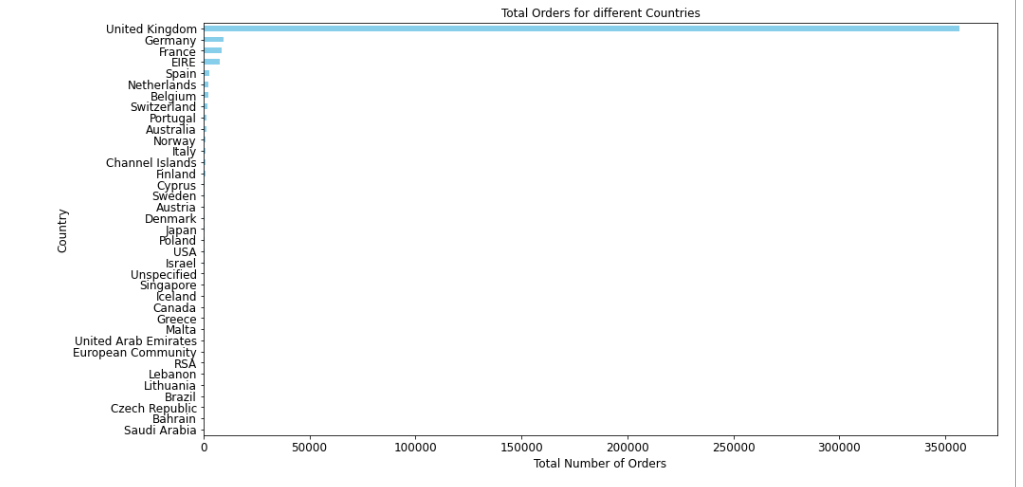 Total Orders for different Countries
United Kingdom
Germany
France
EIRE
Spain
Netherlands
Belgium
Switzerland
Portugal
Australia
Norway
Italy
Channel Islands
Finland
Cyprus
Sweden
Austria
Denmark
Japan
Poland
USA
Israel
Unspecified
Singapore
Iceland
Canada
Greece
Malta
United Arab Emirates
European Community
RSA
Lebanon
Lithuania
Brazil
Czech Republic
Bahrain
Saudi Arabia
Country
0 50000 100000 150000 200000 250000 300000 350000
Total Number of Orders